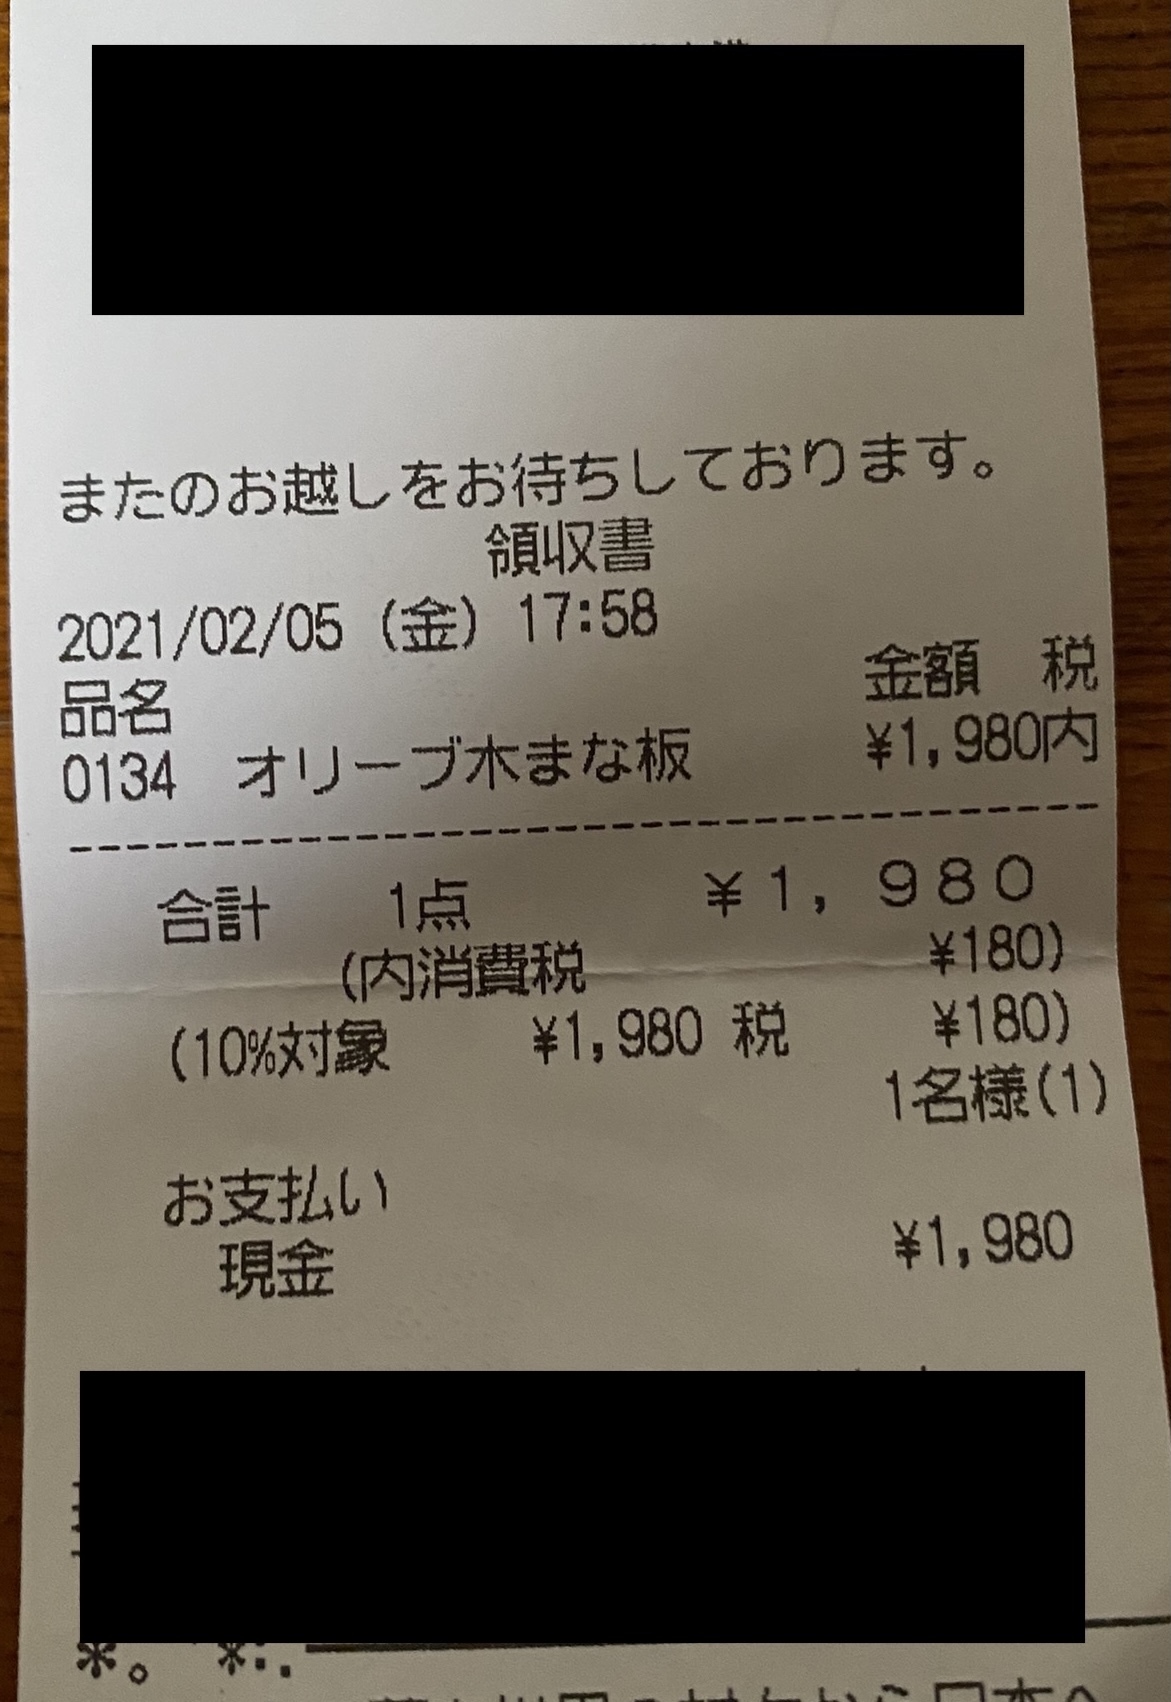 またのお越しをお待ちしております。
領収書
2021/02/05 (金) 17:58
品名 金額 税
0134 オリーブ木まな板 ¥1,980内
--------------------------------------
合計 1点 ¥1,980
(内消費税 ¥180)
(10%対象 ¥1,980 税 ¥180)
1名様(1)
お支払い
現金 ¥1,980